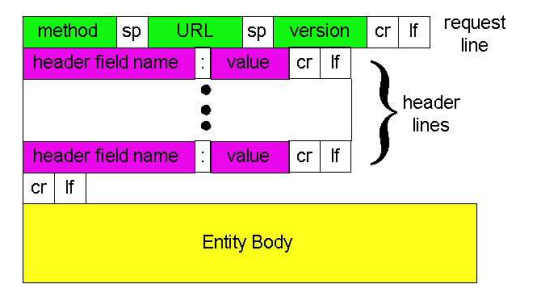 method sp URL sp version cr lf request line
header field name : value cr lf
header lines
header field name : value cr lf
cr lf
Entity Body